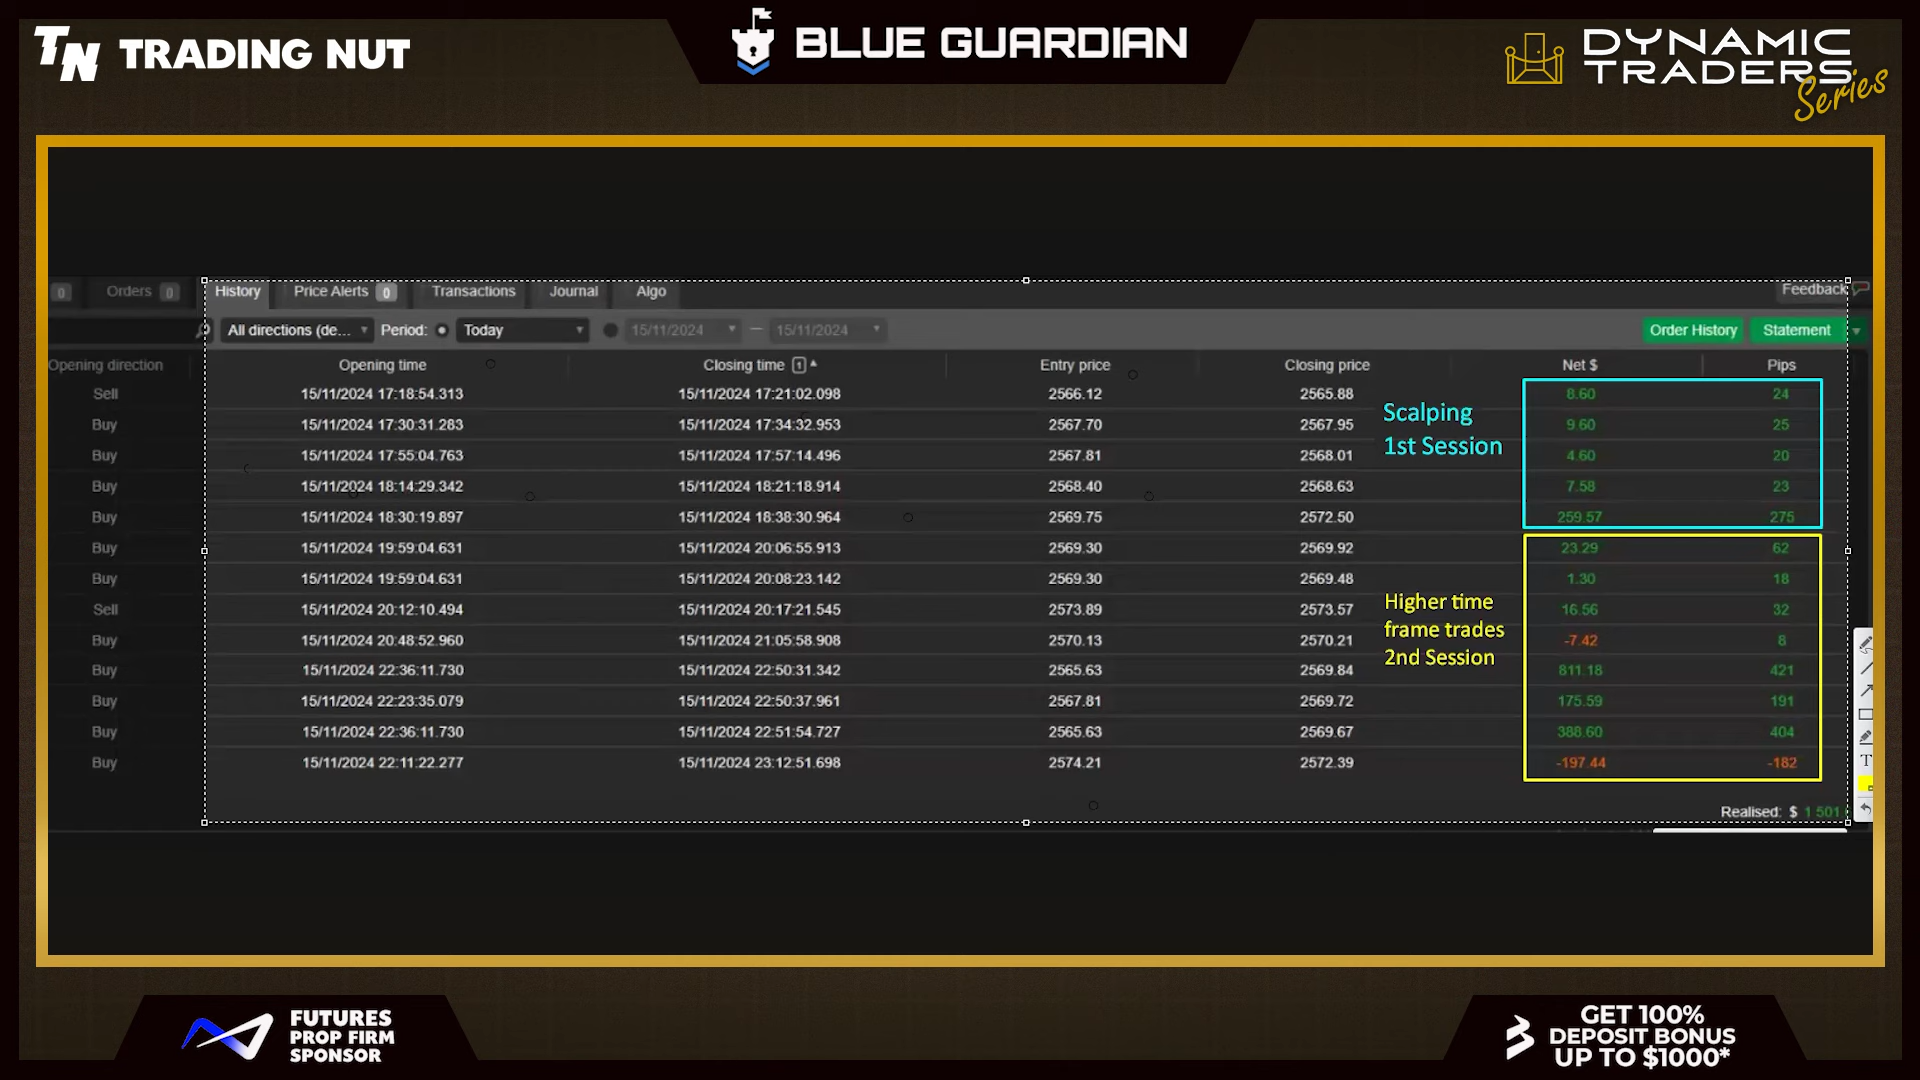 TN TRADING NUT
BLUE GUARDIAN
DYNAMIC
TRADERS
Series
0 Orders 0 History Price Alerts 0 Transactions Journal Algo Feedback
All directions (de... Period: Today 15/11/2024 — 15/11/2024 Order History Statement
Opening direction Opening time Closing time 1 Entry price Closing price Net $ Pips
Sell 15/11/2024 17:18:54.313 15/11/2024 17:21:02.098 2566.12 2565.88 8.60 24
Buy 15/11/2024 17:30:31.283 15/11/2024 17:34:32.953 2567.70 2567.95 9.60 25
Buy 15/11/2024 17:55:04.763 15/11/2024 17:57:14.496 2567.81 2568.01 4.60 20
Buy 15/11/2024 18:14:29.342 15/11/2024 18:21:18.914 2568.40 2568.63 7.58 23
Buy 15/11/2024 18:30:19.897 15/11/2024 18:38:30.964 2569.75 2572.50 259.57 275
Buy 15/11/2024 19:59:04.631 15/11/2024 20:06:55.913 2569.30 2569.92 23.29 62
Buy 15/11/2024 19:59:04.631 15/11/2024 20:08:23.142 2569.30 2569.48 1.30 18
Sell 15/11/2024 20:12:10.494 15/11/2024 20:17:21.545 2573.89 2573.57 16.56 32
Buy 15/11/2024 20:48:52.960 15/11/2024 21:05:58.908 2570.13 2570.21 -7.42 8
Buy 15/11/2024 22:36:11.730 15/11/2024 22:50:31.342 2565.63 2569.84 811.18 421
Buy 15/11/2024 22:23:35.079 15/11/2024 22:50:37.961 2567.81 2569.72 175.59 191
Buy 15/11/2024 22:36:11.730 15/11/2024 22:51:54.727 2565.63 2569.67 388.60 404
Buy 15/11/2024 22:11:22.277 15/11/2024 23:12:51.698 2574.21 2572.39 -197.44 -182
Scalping
1st Session
Higher time
frame trades
2nd Session
Realised: $ 1 501
T
FUTURES
PROP FIRM
SPONSOR
GET 100%
DEPOSIT BONUS
UP TO $1000*